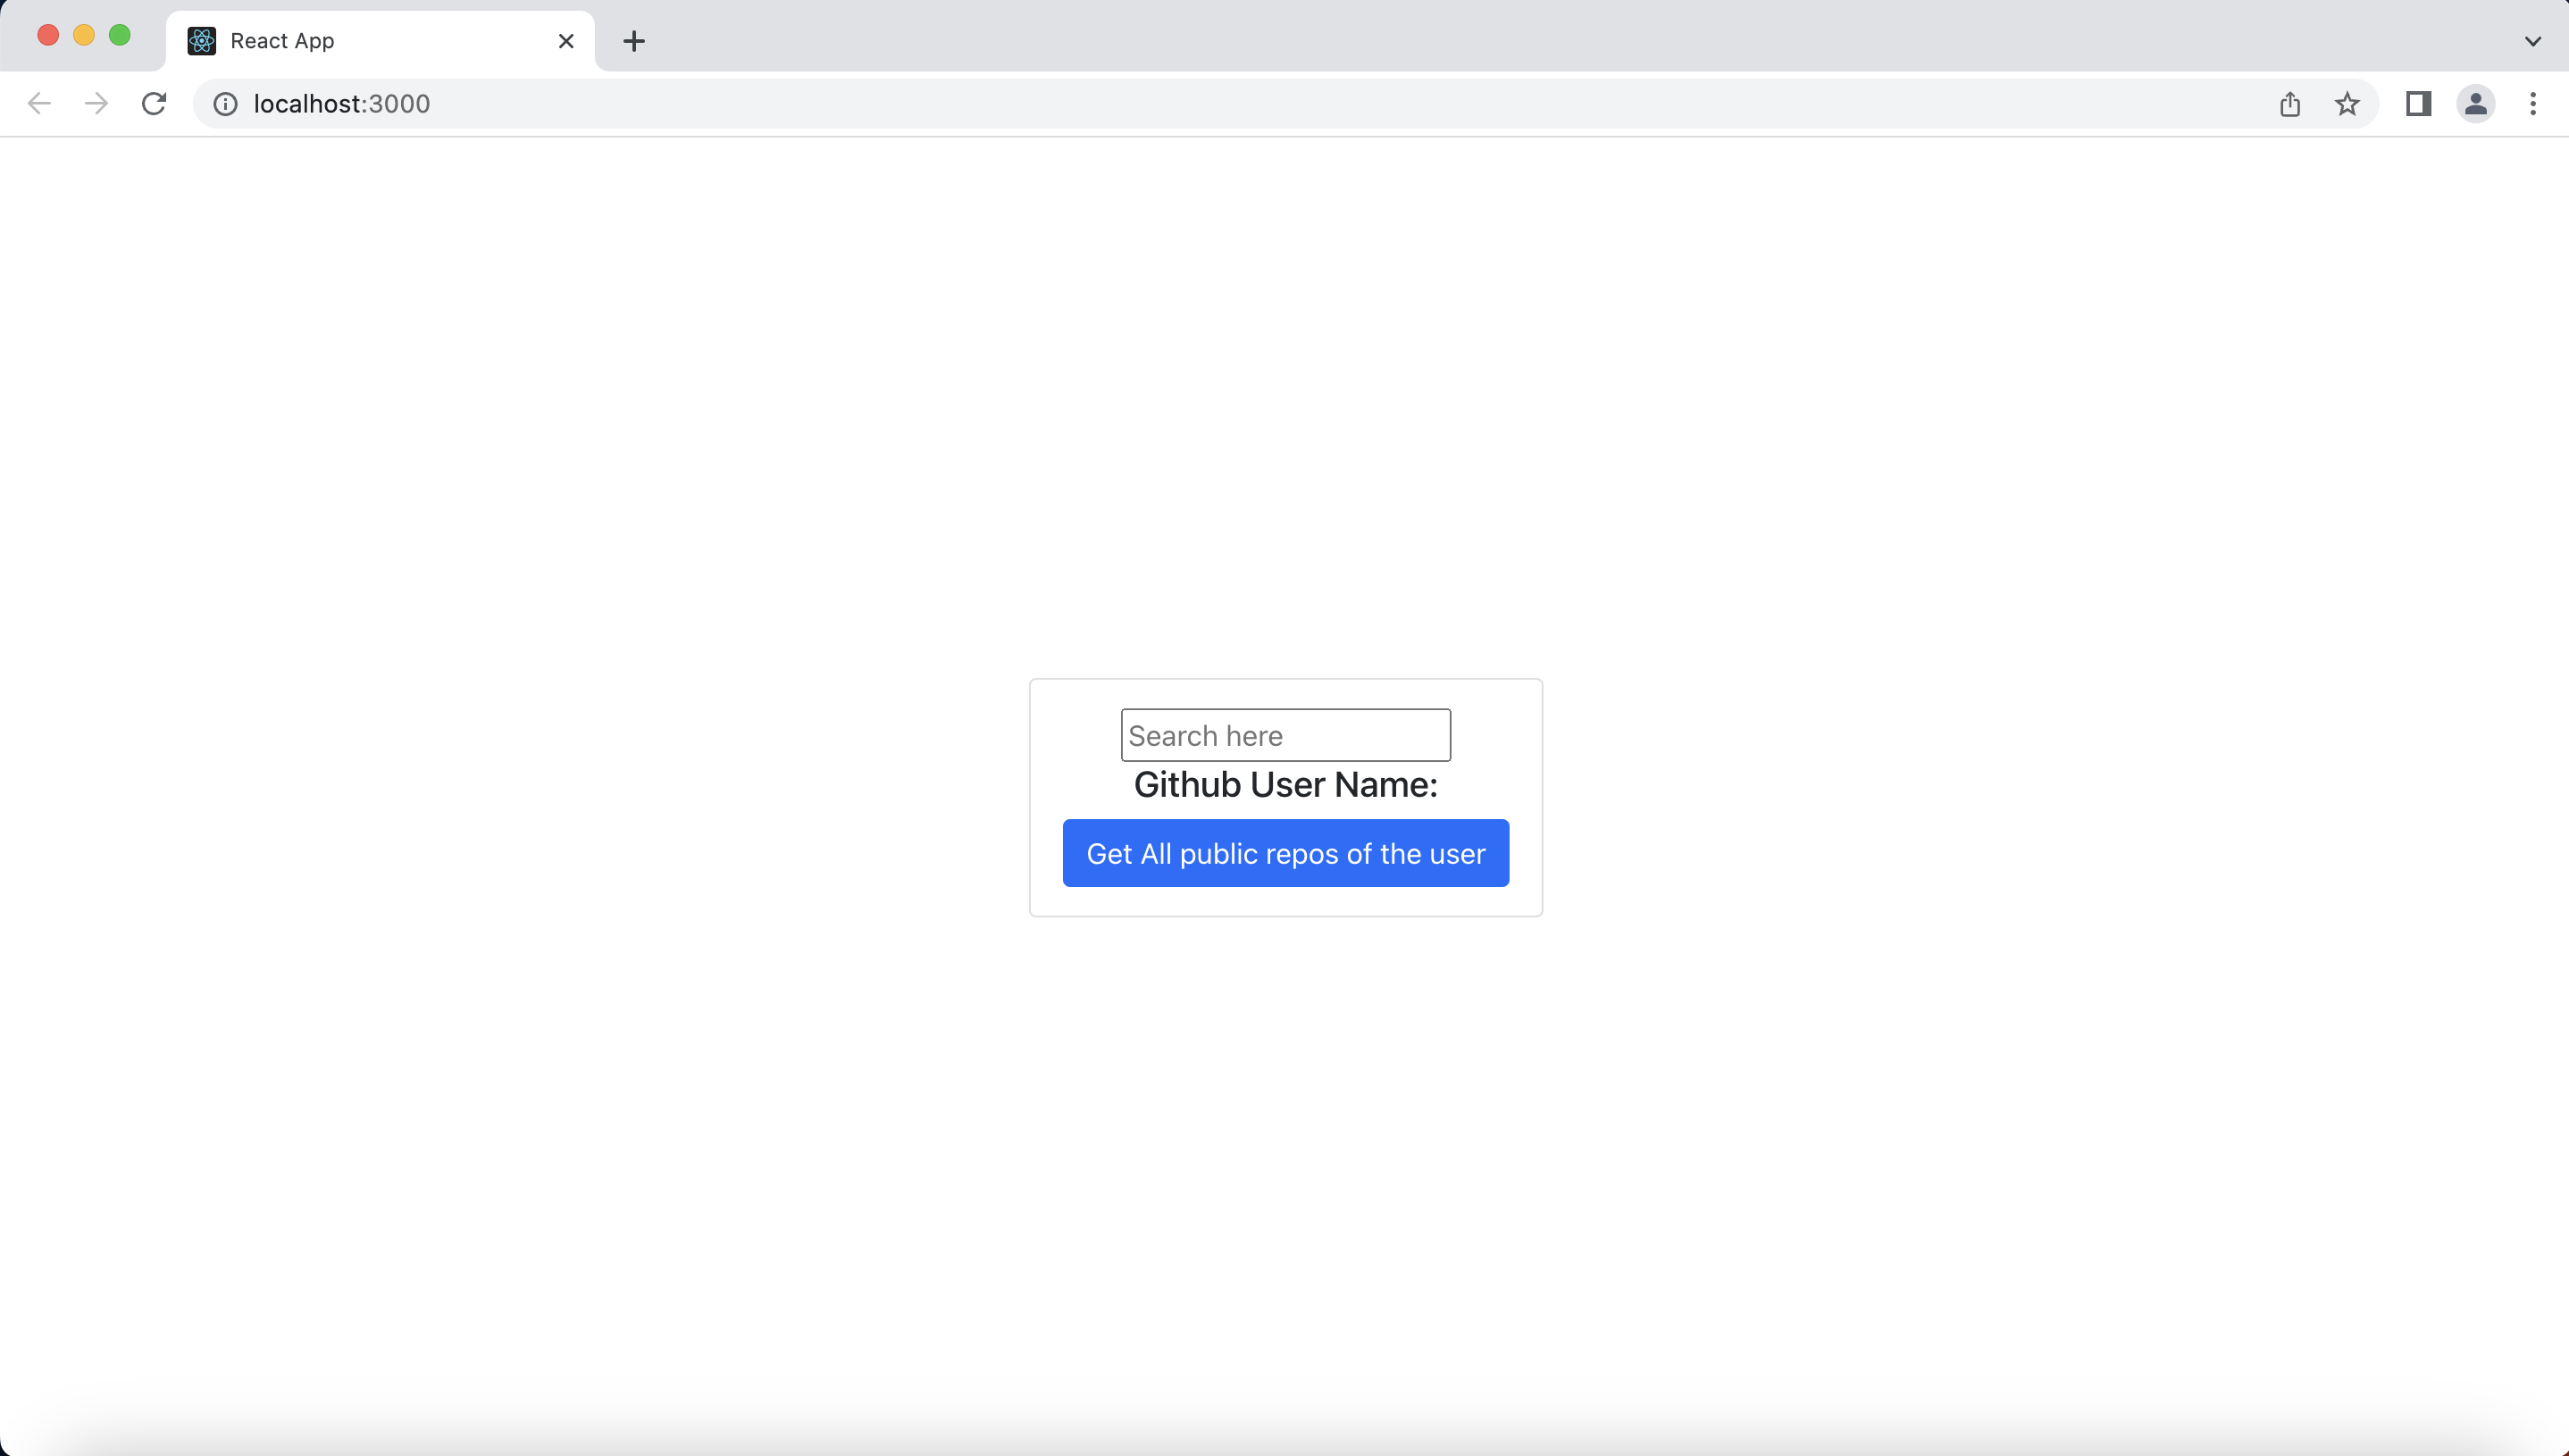 React App
localhost:3000
Search here
Github User Name:
Get All public repos of the user